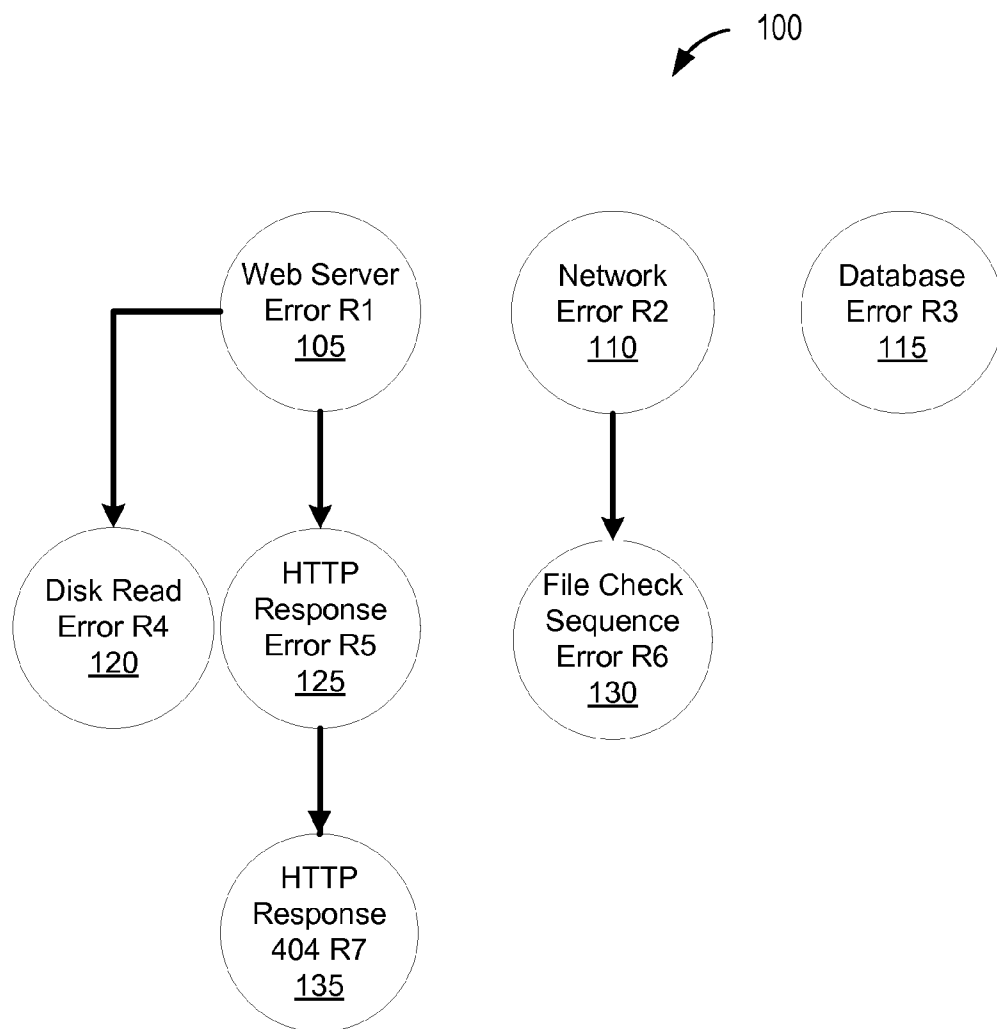 100
Web Server
Error R1
105
Network
Error R2
110
Database
Error R3
115
Disk Read
Error R4
120
HTTP
Response
Error R5
125
File Check
Sequence
Error R6
130
HTTP
Response
404 R7
135